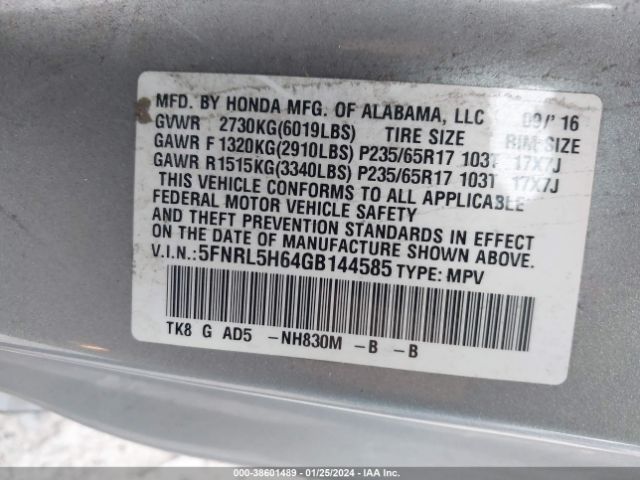 MFD. BY HONDA MFG. OF ALABAMA, LLC 09/' 16
GVWR 2730KG(6019LBS) TIRE SIZE RIM SIZE
GAWR F 1320KG(2910LBS) P235/65R17 103T 17X7J
GAWR R1515KG(3340LBS) P235/65R17 103T 17X7J
THIS VEHICLE CONFORMS TO ALL APPLICABLE
FEDERAL MOTOR VEHICLE SAFETY
AND THEFT PREVENTION STANDARDS IN EFFECT
ON THE DATE OF MANUFACTURE SHOWN ABOVE.
V.I.N.:5FNRL5H64GB144585 TYPE: MPV
TK8 G AD5 -NH830M -B -B
000-38601489 - 01/25/2024 - IAA Inc.